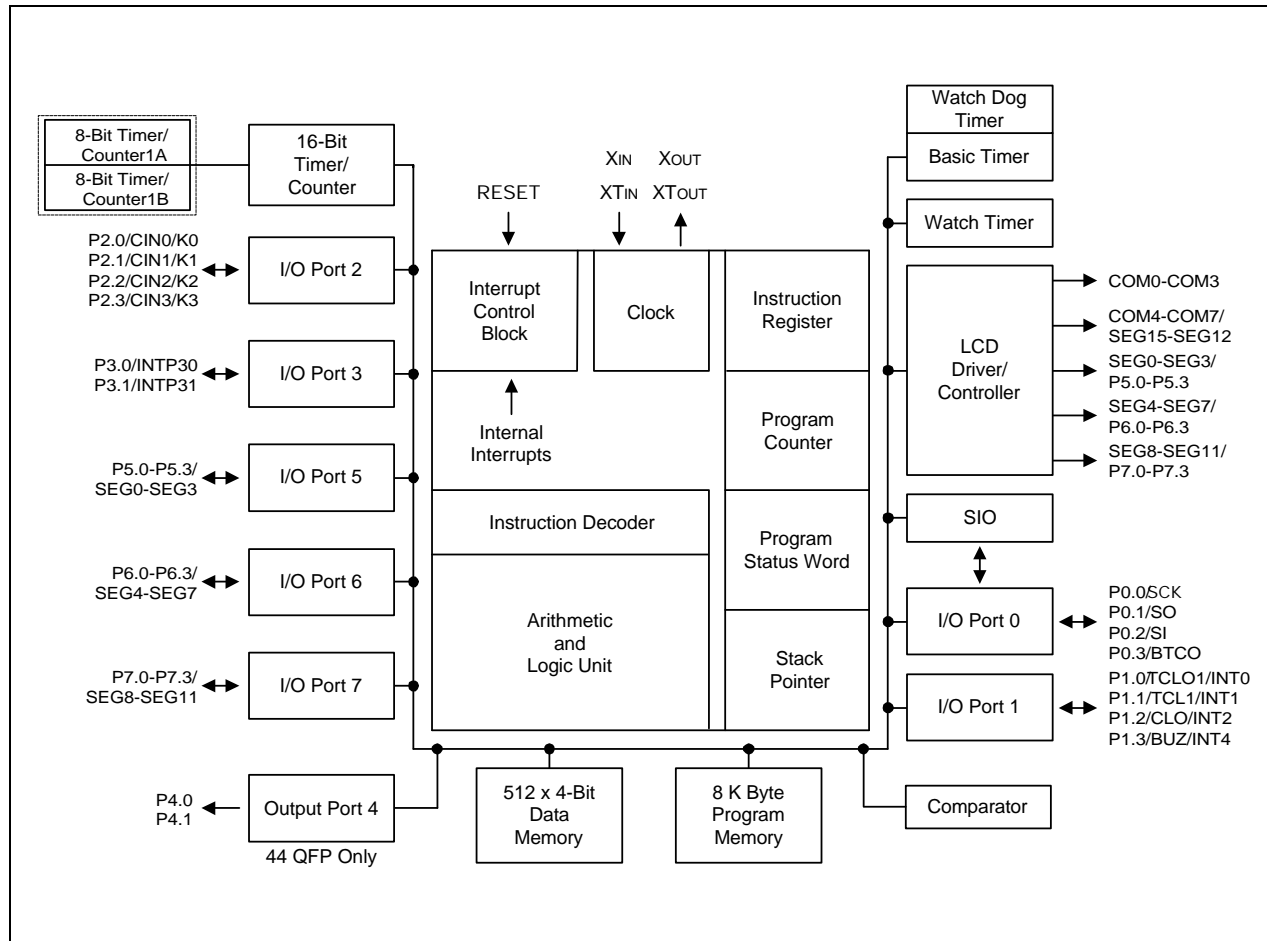 8-Bit Timer/
Counter1A
8-Bit Timer/
Counter1B
16-Bit
Timer/
Counter
P2.0/CIN0/K0
P2.1/CIN1/K1
P2.2/CIN2/K2
P2.3/CIN3/K3
I/O Port 2
P3.0/INTP30
P3.1/INTP31
I/O Port 3
P5.0-P5.3/
SEG0-SEG3
I/O Port 5
P6.0-P6.3/
SEG4-SEG7
I/O Port 6
P7.0-P7.3/
SEG8-SEG11
I/O Port 7
P4.0
P4.1
Output Port 4
44 QFP Only
RESET
XIN XOUT
XTIN XTOUT
Interrupt
Control
Block
Clock
Instruction
Register
Internal
Interrupts
Program
Counter
Instruction Decoder
Program
Status Word
Arithmetic
and
Logic Unit
Stack
Pointer
512 x 4-Bit
Data
Memory
8 K Byte
Program
Memory
Watch Dog
Timer
Basic Timer
Watch Timer
LCD
Driver/
Controller
COM0-COM3
COM4-COM7/
SEG15-SEG12
SEG0-SEG3/
P5.0-P5.3
SEG4-SEG7/
P6.0-P6.3
SEG8-SEG11/
P7.0-P7.3
SIO
I/O Port 0
P0.0/SCK
P0.1/SO
P0.2/SI
P0.3/BTCO
I/O Port 1
P1.0/TCLO1/INT0
P1.1/TCL1/INT1
P1.2/CLO/INT2
P1.3/BUZ/INT4
Comparator